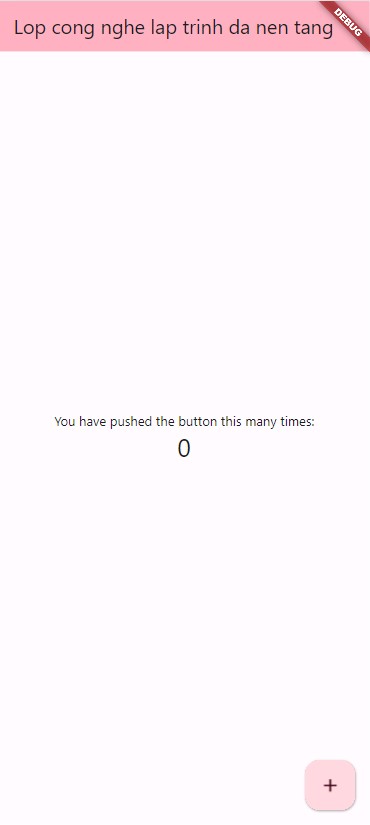 Lop cong nghe lap trinh da nen tang
DEBUG
You have pushed the button this many times:
0
+